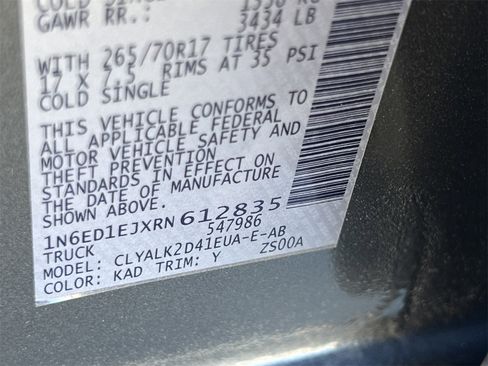 GAWR RR.: 3434 LB
WITH 265/70R17 TIRES
17 X 7.5 RIMS AT 35 PSI
COLD SINGLE
THIS VEHICLE CONFORMS TO
ALL APPLICABLE FEDERAL
MOTOR VEHICLE SAFETY AND
THEFT PREVENTION
STANDARDS IN EFFECT ON
THE DATE OF MANUFACTURE
SHOWN ABOVE.
1N6ED1EJXRN612835
TRUCK 547986
MODEL: CLYALK2D41EUA-E-AB
COLOR: KAD TRIM: Y ZS00A